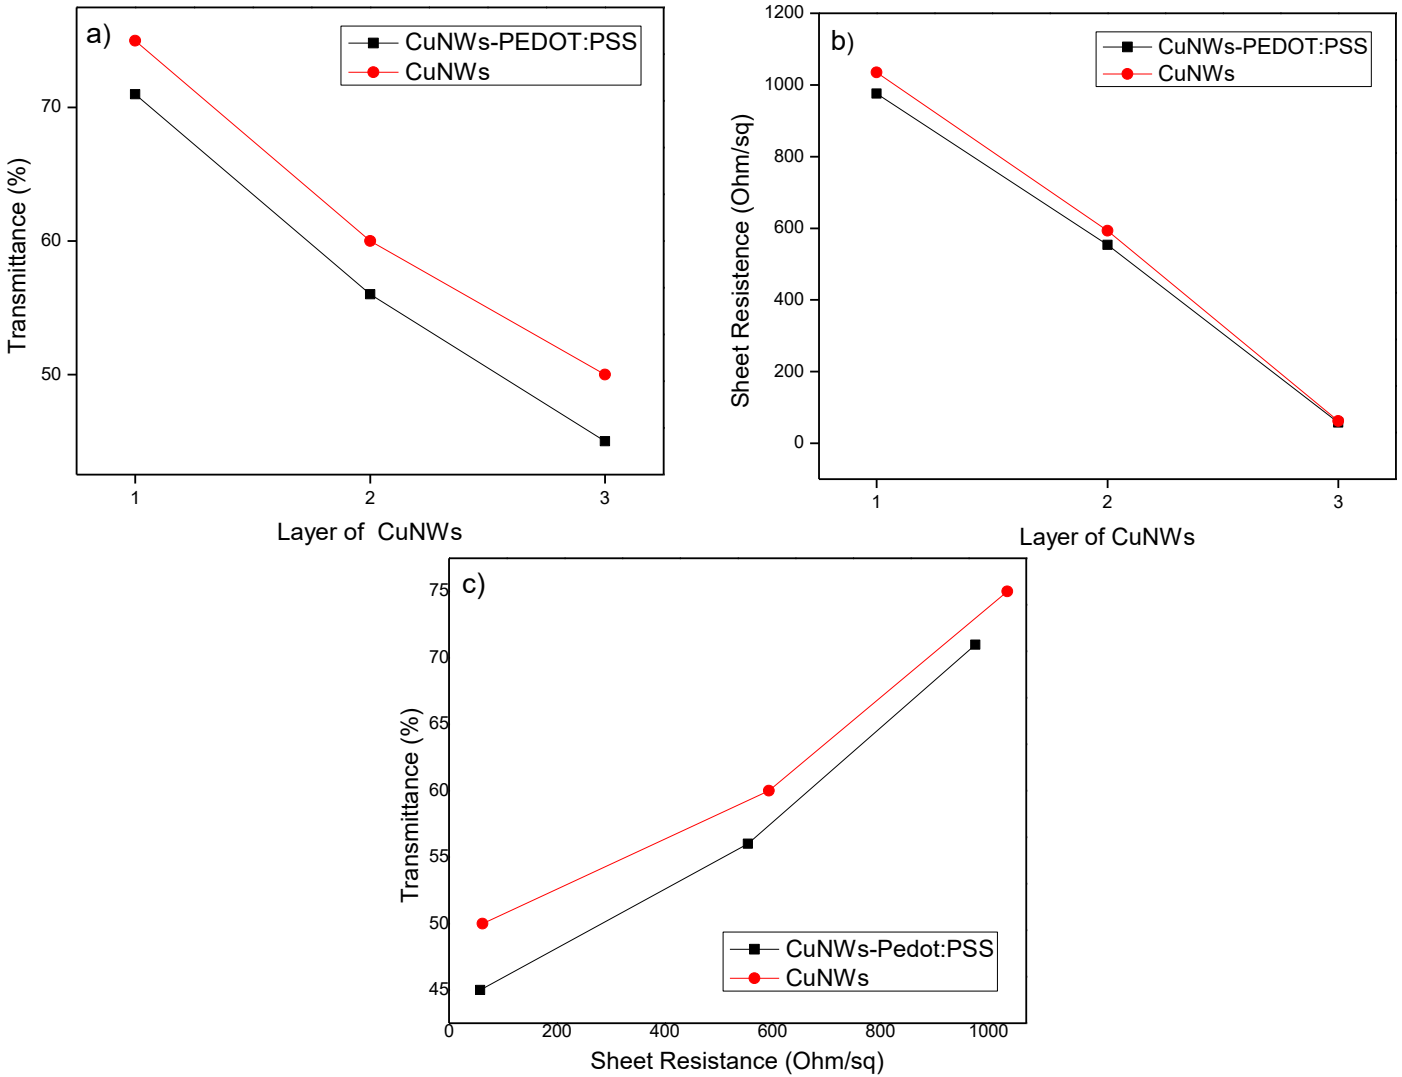 a)
CuNWs-PEDOT:PSS
CuNWs
70
60
50
Transmittance (%)
1 2 3
Layer of CuNWs
b)
CuNWs-PEDOT:PSS
CuNWs
1200
1000
800
600
400
200
0
Sheet Resistence (Ohm/sq)
1 2 3
Layer of CuNWs
c)
75
70
65
60
55
50
45
Transmittance (%)
CuNWs-Pedot:PSS
CuNWs
0 200 400 600 800 1000
Sheet Resistance (Ohm/sq)